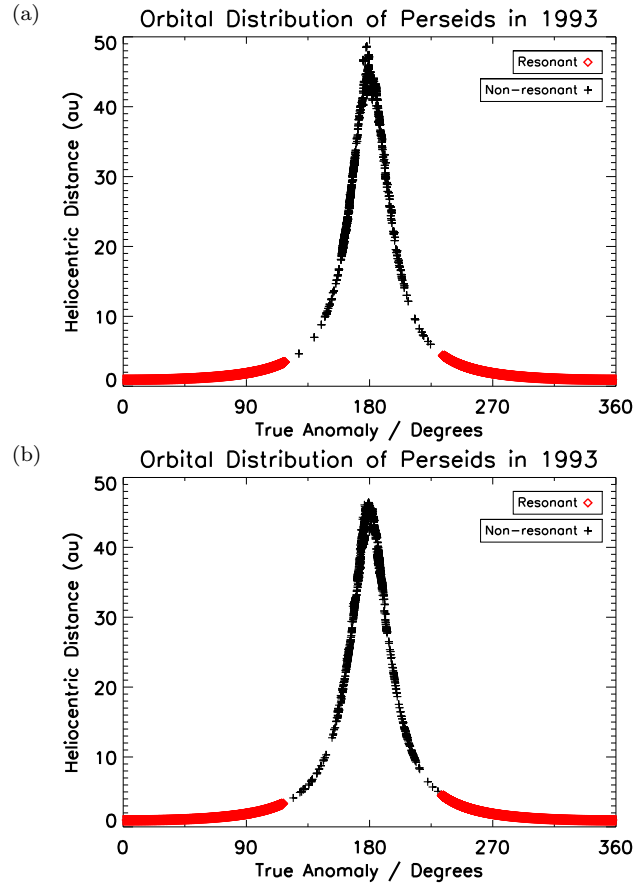 (a)
Orbital Distribution of Perseids in 1993
Resonant
Non-resonant
50
40
30
20
10
0
Heliocentric Distance (au)
0 90 180 270 360
True Anomaly / Degrees
(b)
Orbital Distribution of Perseids in 1993
Resonant
Non-resonant
50
40
30
20
10
0
Heliocentric Distance (au)
0 90 180 270 360
True Anomaly / Degrees